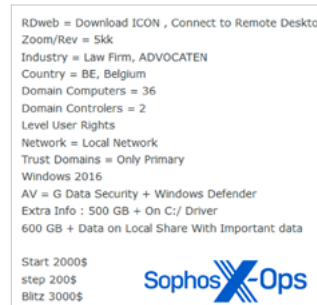 RDweb = Download ICON , Connect to Remote Deskto
Zoom/Rev = 5kk
Industry = Law Firm, ADVOCATEN
Country = BE, Belgium
Domain Computers = 36
Domain Controlers = 2
Level User Rights
Network = Local Network
Trust Domains = Only Primary
Windows 2016
AV = G Data Security + Windows Defender
Extra Info : 500 GB + On C:/ Driver
600 GB + Data on Local Share With Important data
Start 2000$
step 200$
Blitz 3000$
Sophos X-Ops